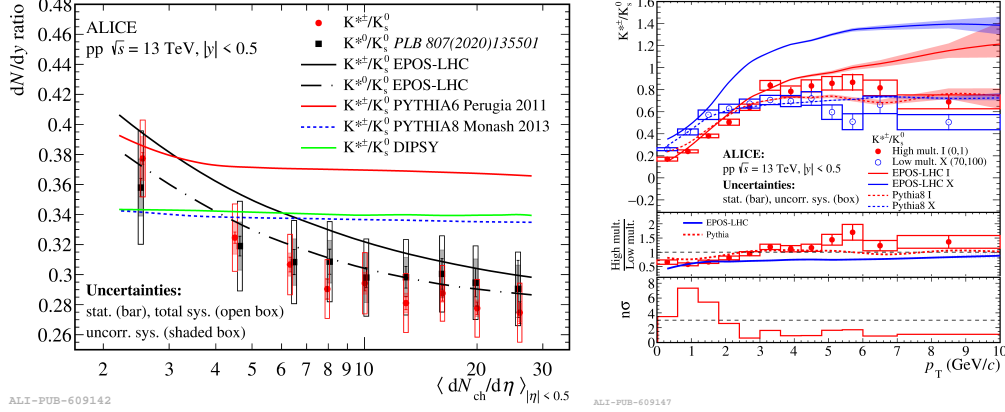 dN/dy ratio
0.48
0.46
0.44
0.42
0.4
0.38
0.36
0.34
0.32
0.3
0.28
0.26
ALICE
pp √s = 13 TeV, |y| < 0.5
K*±/K0s
K*0/K0s PLB 807(2020)135501
K*±/K0s EPOS-LHC
K*0/K0s EPOS-LHC
K*±/K0s PYTHIA6 Perugia 2011
K*±/K0s PYTHIA8 Monash 2013
K*±/K0s DIPSY
Uncertainties:
stat. (bar), total sys. (open box)
uncorr. sys. (shaded box)
2 3 4 5 6 7 8 9 10 20 30
⟨ dNch/dη ⟩|η| < 0.5
ALI-PUB-609142
K*±/K0s
1.6
1.4
1.2
1
0.8
0.6
0.4
0.2
0
−0.2
K*±/K0s
ALICE:
pp √s = 13 TeV, |y| < 0.5
Uncertainties:
stat. (bar), uncorr. sys. (box)
High mult. I (0,1)
Low mult. X (70,100)
EPOS-LHC I
EPOS-LHC X
Pythia8 I
Pythia8 X
High mult.
Low mult.
2
1.5
1
0.5
EPOS-LHC
Pythia
nσ
8
6
4
2
0
0 1 2 3 4 5 6 7 8 9 10
pT (GeV/c)
ALI-PUB-609147